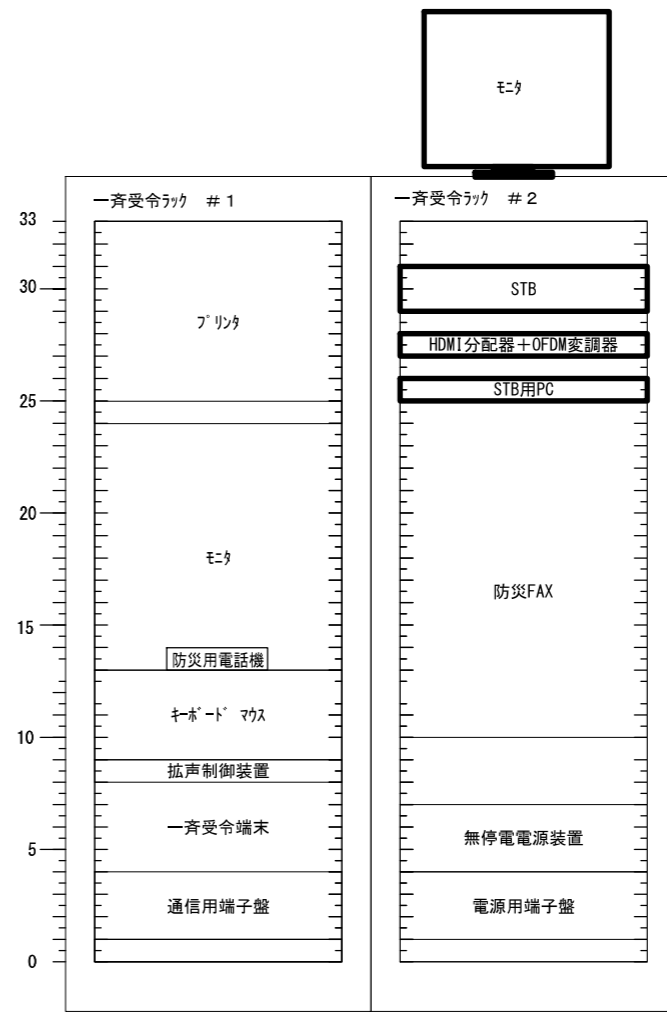 ﾓﾆﾀ
一斉受令ﾗｯｸ　＃１
一斉受令ﾗｯｸ　＃２
33
30
25
20
15
10
5
0
ﾌﾟﾘﾝﾀ
ﾓﾆﾀ
防災用電話機
ｷｰﾎﾞｰﾄﾞ ﾏｳｽ
拡声制御装置
一斉受令端末
通信用端子盤
STB
HDMI分配器＋OFDM変調器
STB用PC
防災FAX
無停電電源装置
電源用端子盤